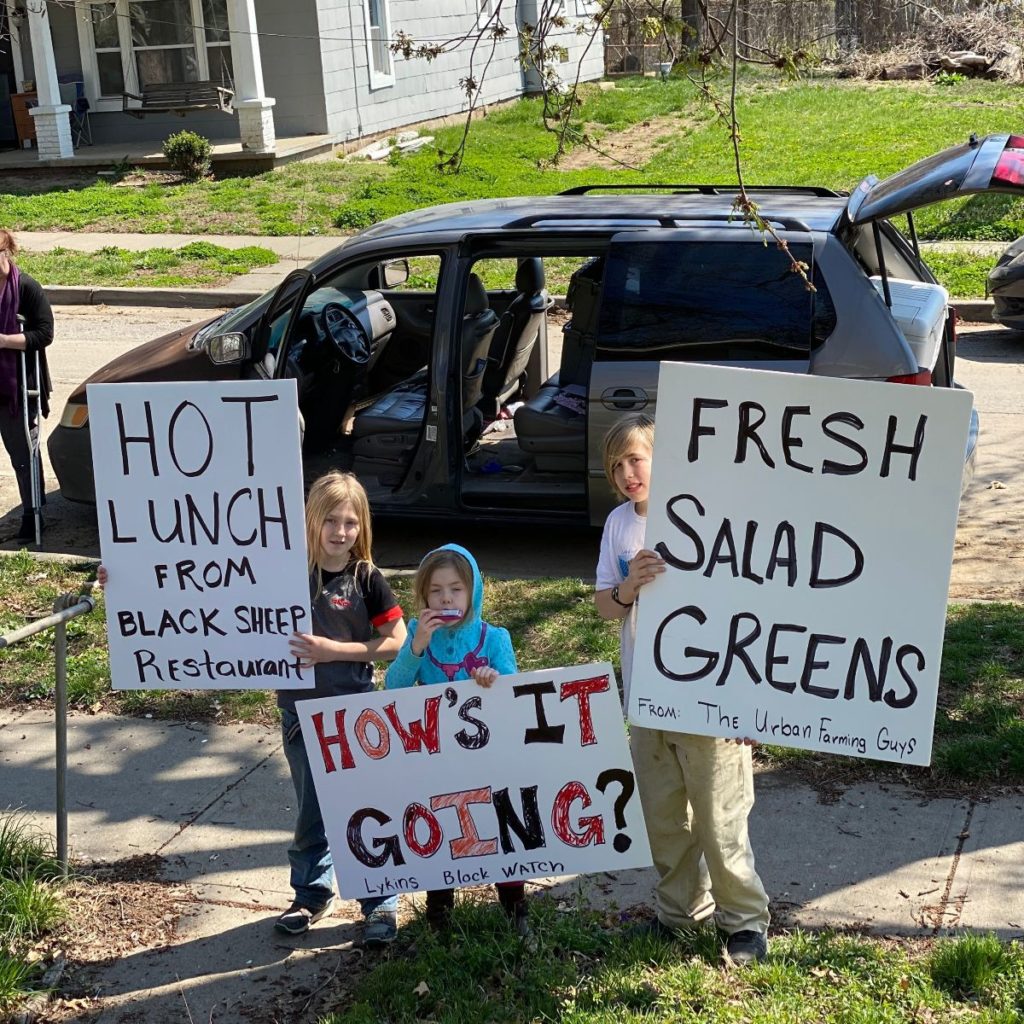 HOT
LUNCH
FROM
BLACK SHEEP
Restaurant
HOW'S IT
GOING?
Lykins Block WATCH
FRESH
SALAD
GREENS
FROM: The Urban Farming Guys